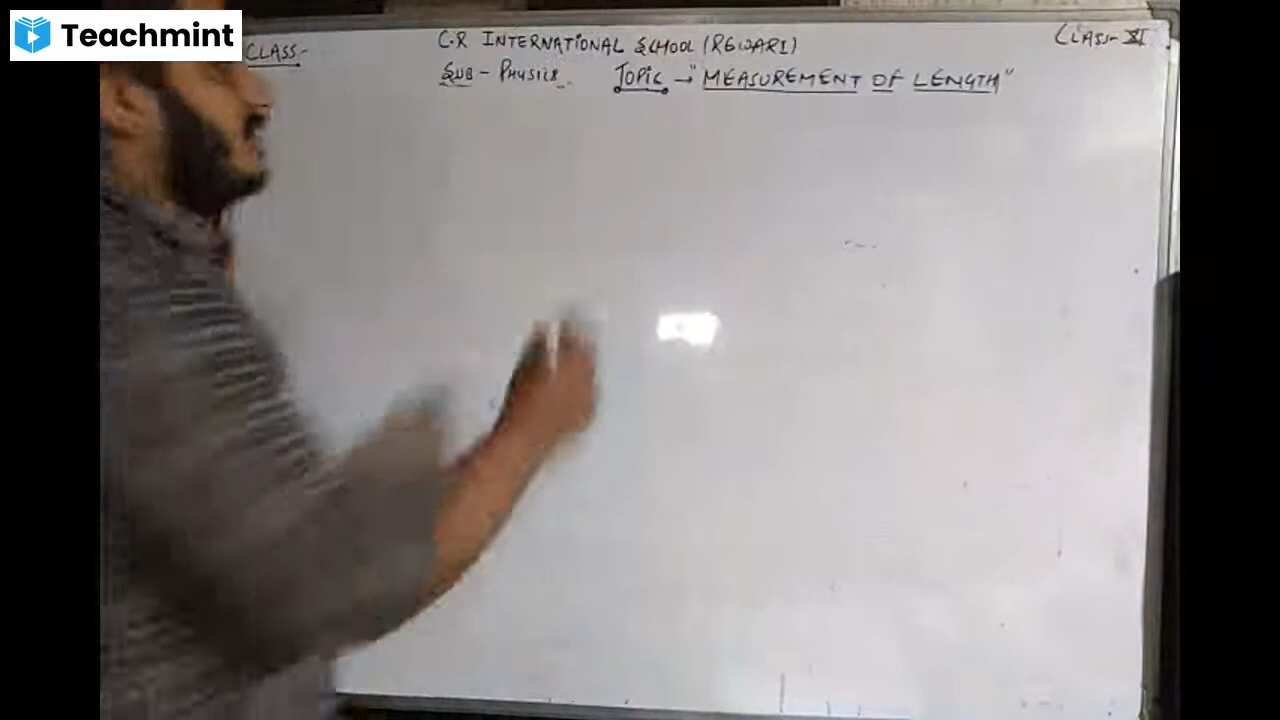 Teachmint
CLASS-
C.R INTERNATIONAL SCHOOL (REWARI)
CLASS-XI
SUB - PHYSICS
TOPIC → "MEASUREMENT OF LENGTH"